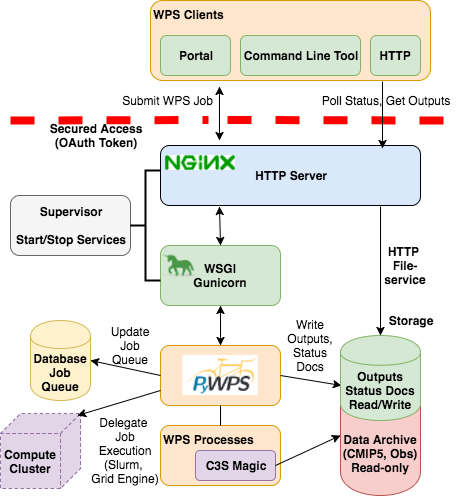 WPS Clients
Portal
Command Line Tool
HTTP
Submit WPS Job
Poll Status, Get Outputs
Secured Access
(OAuth Token)
NGINX
HTTP Server
Supervisor
Start/Stop Services
WSGI
Gunicorn
HTTP
File-
service
Storage
Update
Job
Queue
Write
Outputs,
Status
Docs
Database
Job
Queue
PyWPS
Outputs
Status Docs
Read/Write
Delegate
Job
Execution
(Slurm,
Grid Engine)
WPS Processes
C3S Magic
Compute
Cluster
Data Archive
(CMIP5, Obs)
Read-only